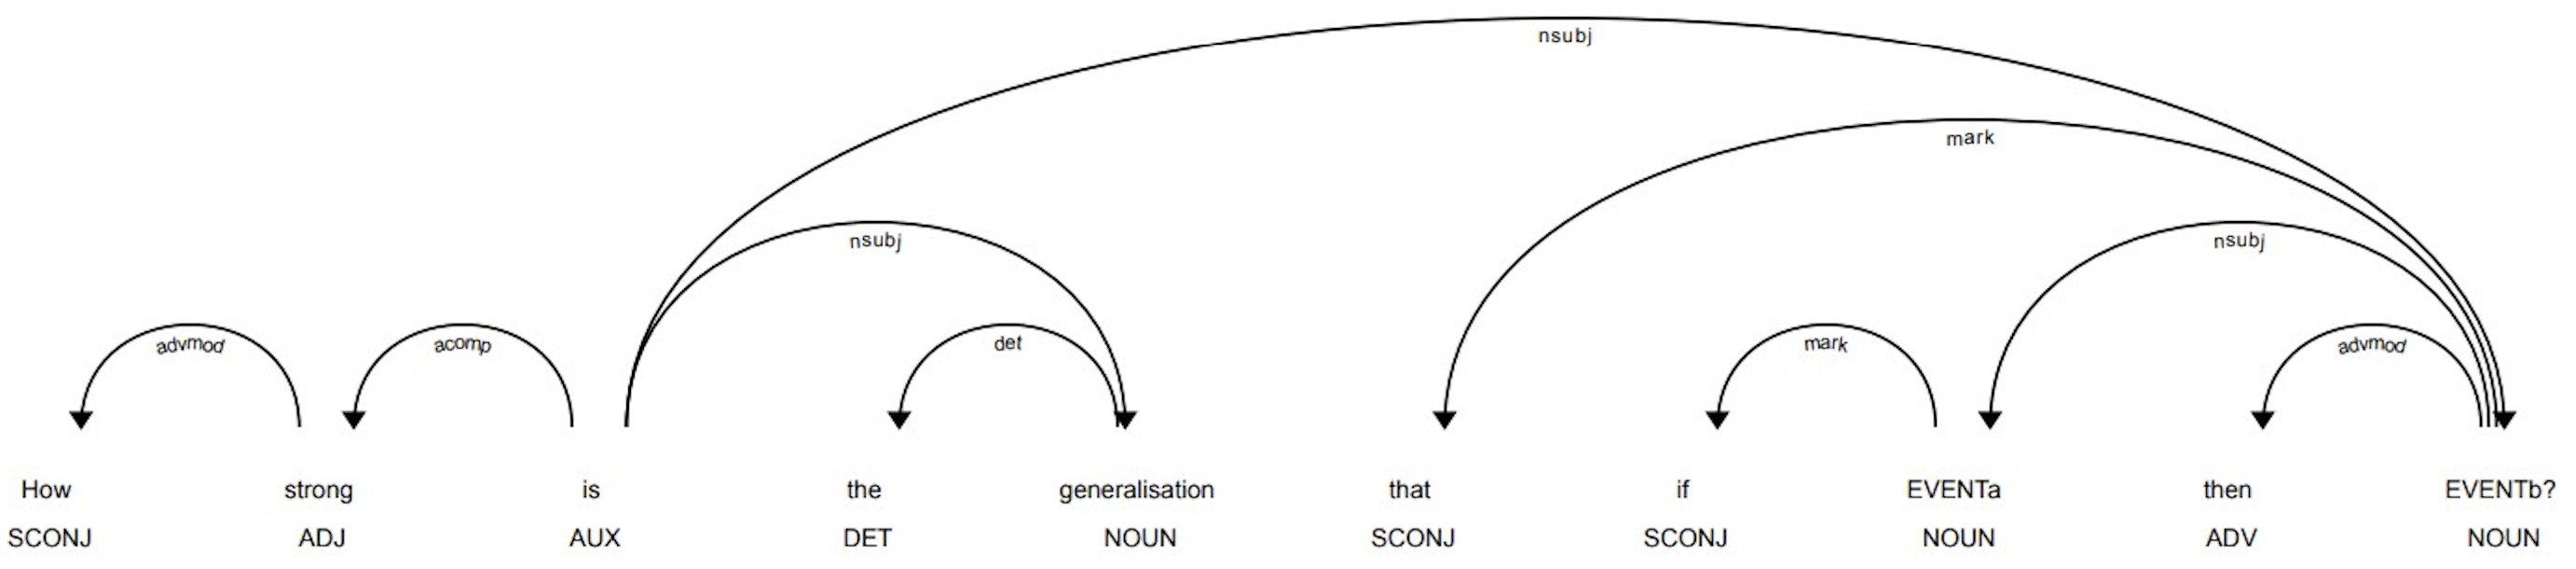 nsubj
mark
nsubj nsubj
advmod acomp det mark advmod
How strong is the generalisation that if EVENTa then EVENTb?
SCONJ ADJ AUX DET NOUN SCONJ SCONJ NOUN ADV NOUN